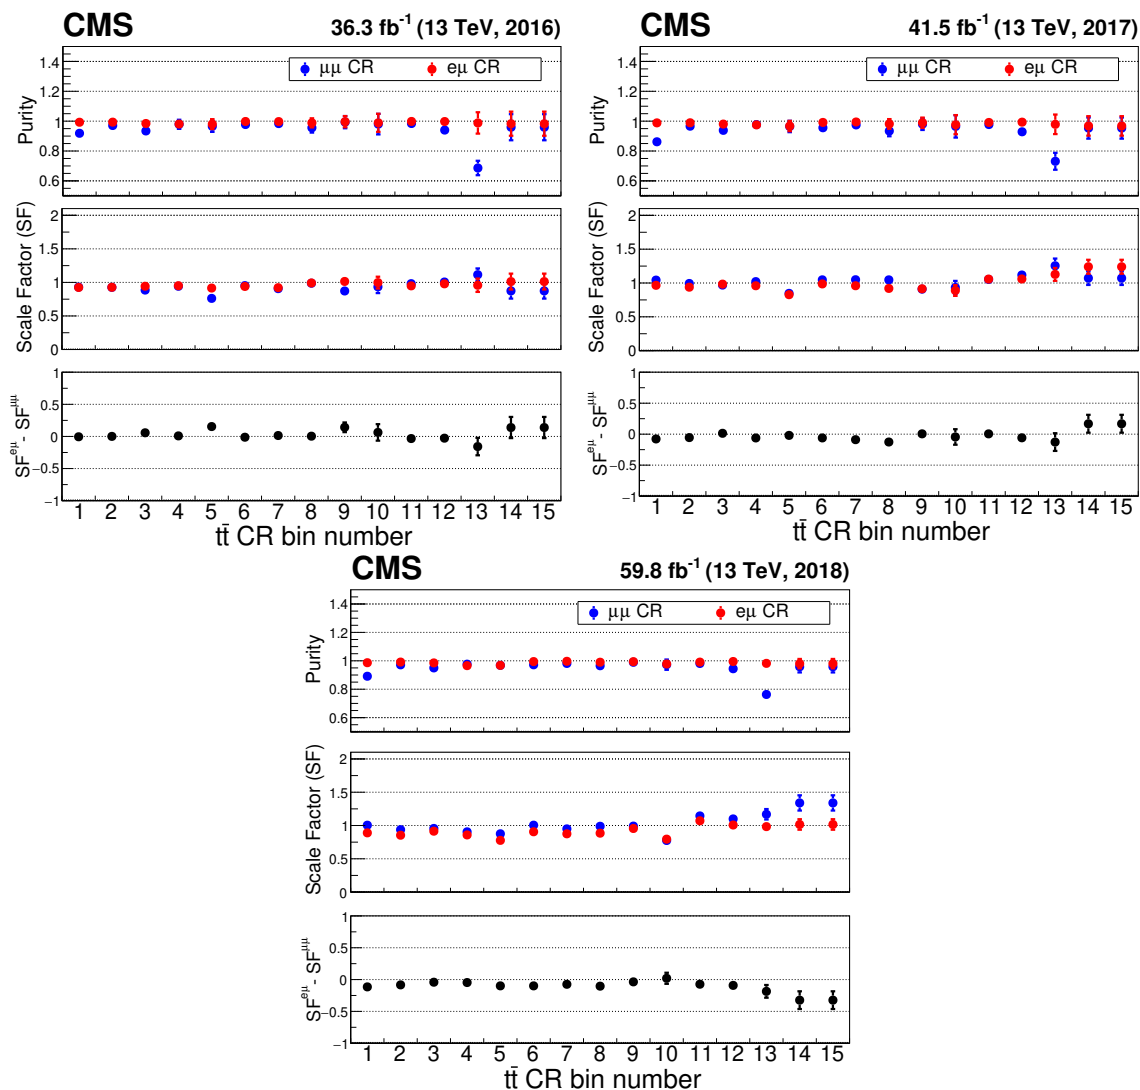 CMS 36.3 fb⁻¹ (13 TeV, 2016)
μμ CR eμ CR
Purity
1.4
1.2
1
0.8
0.6
Scale Factor (SF)
2
1.5
1
0.5
0
SFᵉᵘ - SFᵘᵘ
1
0.5
0
−0.5
−1
1 2 3 4 5 6 7 8 9 10 11 12 13 14 15
tt̄ CR bin number
CMS 41.5 fb⁻¹ (13 TeV, 2017)
μμ CR eμ CR
Purity
1.4
1.2
1
0.8
0.6
Scale Factor (SF)
2
1.5
1
0.5
0
SFᵉᵘ - SFᵘᵘ
1
0.5
0
−0.5
−1
1 2 3 4 5 6 7 8 9 10 11 12 13 14 15
tt̄ CR bin number
CMS 59.8 fb⁻¹ (13 TeV, 2018)
μμ CR eμ CR
Purity
1.4
1.2
1
0.8
0.6
Scale Factor (SF)
2
1.5
1
0.5
0
SFᵉᵘ - SFᵘᵘ
1
0.5
0
−0.5
−1
1 2 3 4 5 6 7 8 9 10 11 12 13 14 15
tt̄ CR bin number